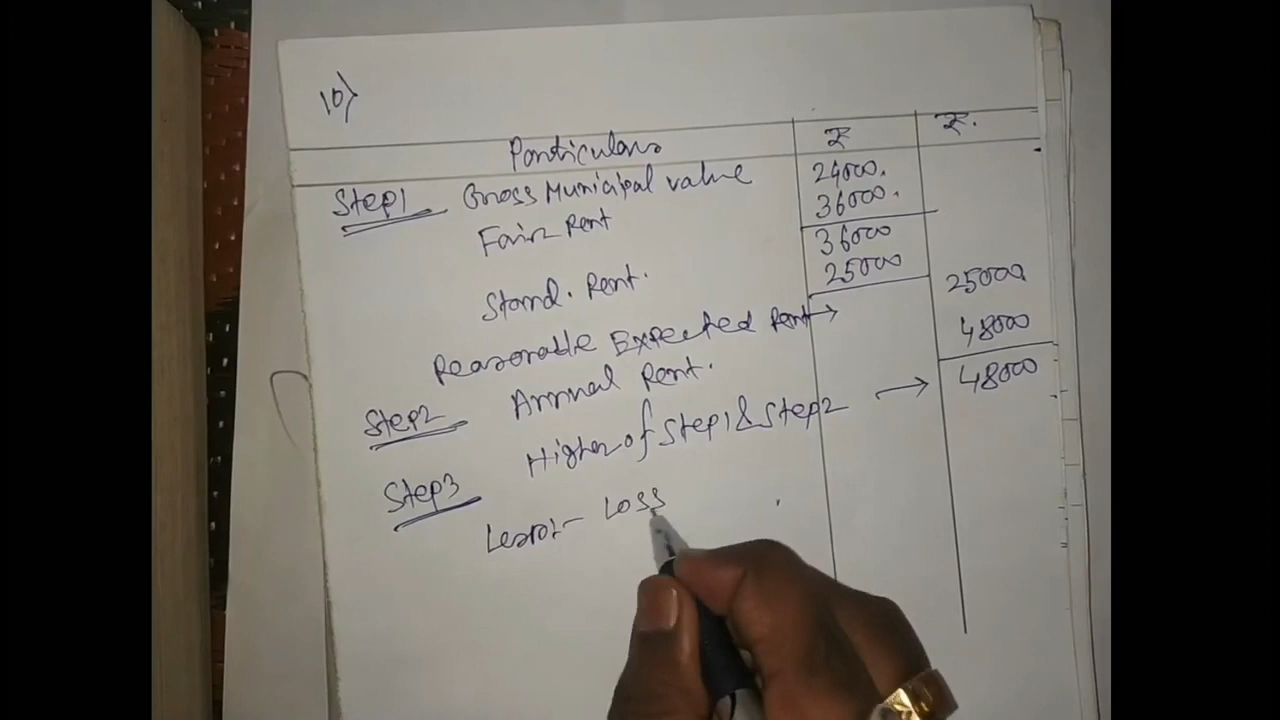 10)
Particulars ₹ ₹.
Step1 Gross Municipal value 24000.
Fair Rent 36000.
36000
Stand. Rent. 25000
Reasonable Expected Rent → 25000
Step2 Annual Rent. 48000
Step3 Higher of Step1 & Step2 → 48000
Less:- Loss